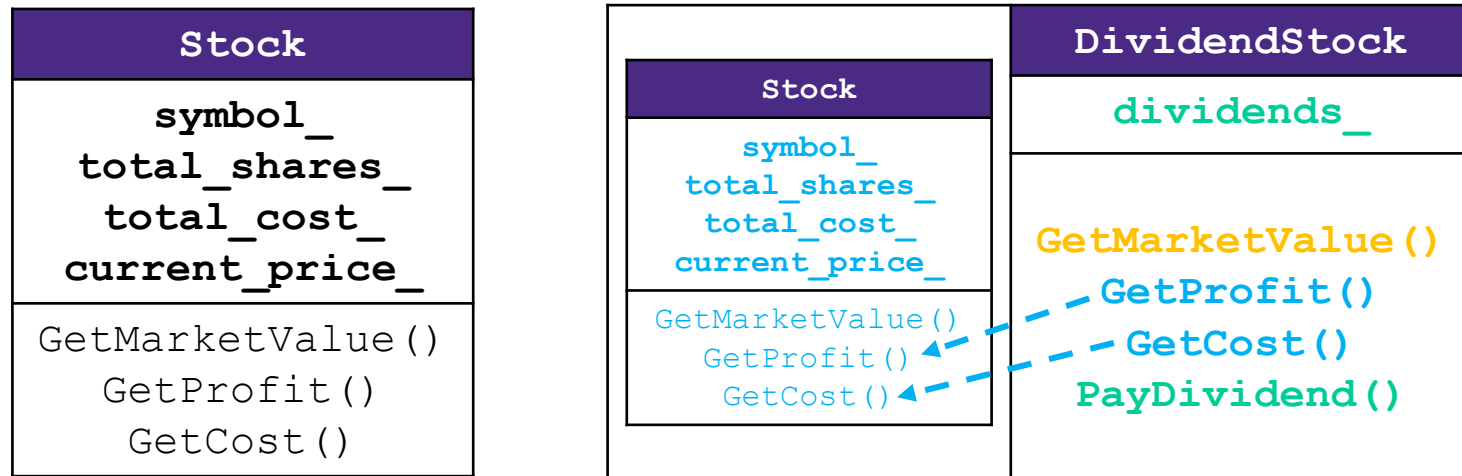 Stock
symbol_
total_shares_
total_cost_
current_price_
GetMarketValue()
GetProfit()
GetCost()
Stock
symbol_
total_shares_
total_cost_
current_price_
GetMarketValue()
GetProfit()
GetCost()
DividendStock
dividends_
GetMarketValue()
GetProfit()
GetCost()
PayDividend()